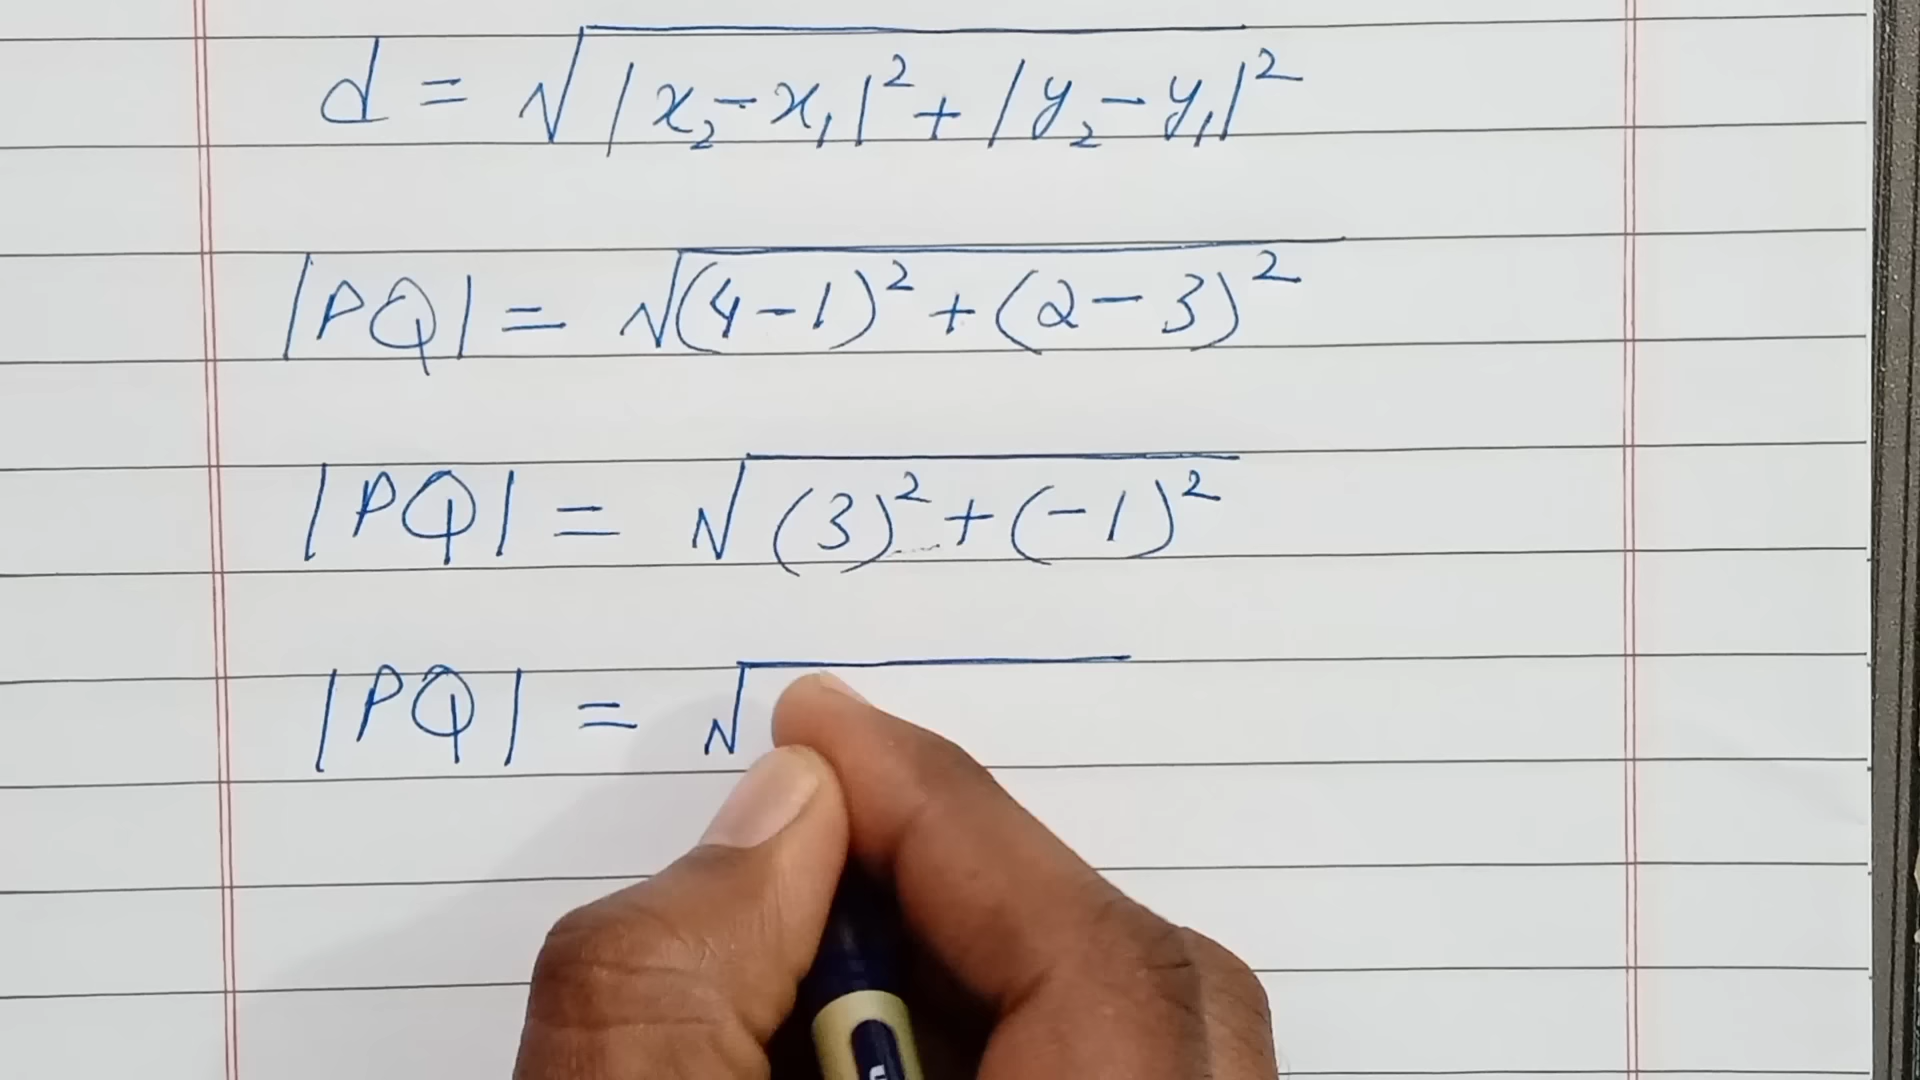 d = √|x₂-x₁|² + |y₂-y₁|²
|PQ| = √(4-1)² + (2-3)²
|PQ| = √(3)² + (-1)²
|PQ| = √